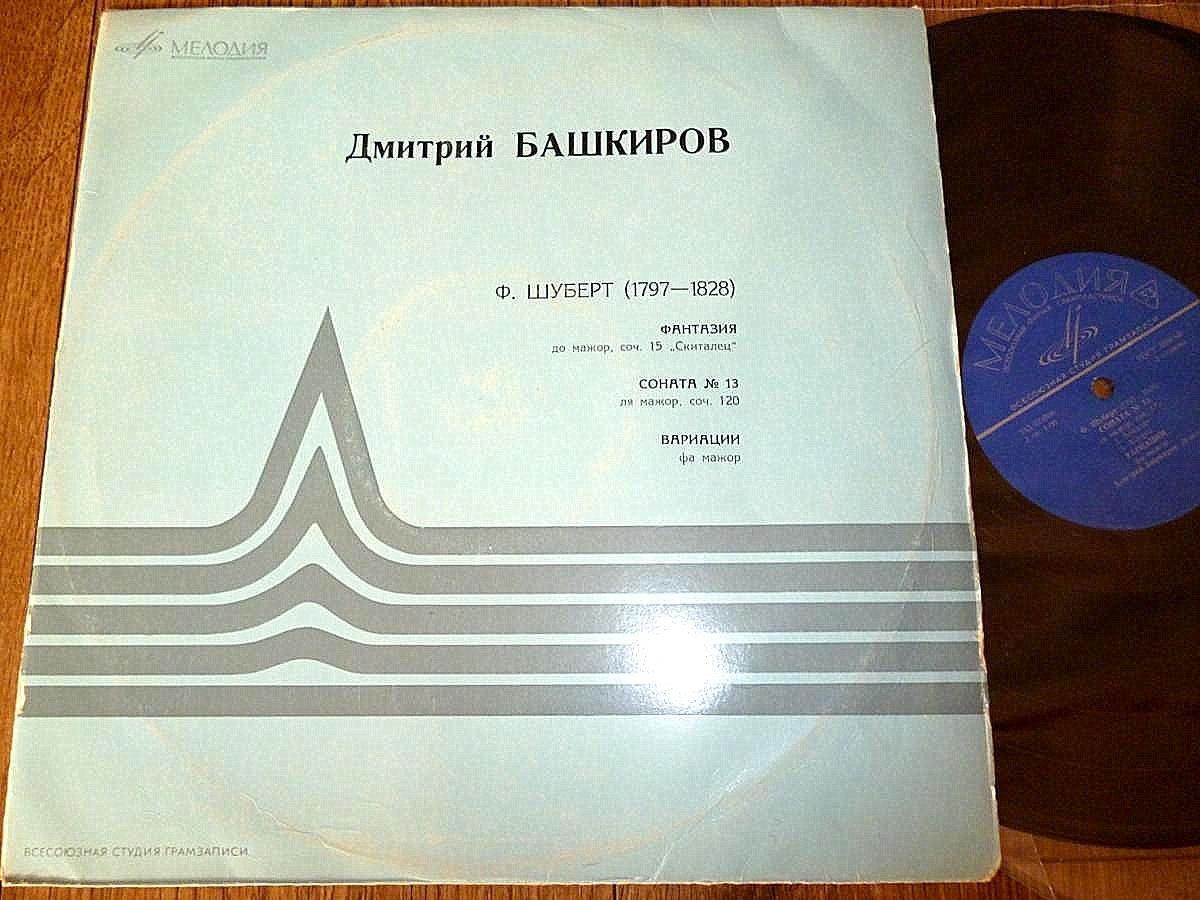 МЕЛОДИЯ
Дмитрий БАШКИРОВ
Ф. ШУБЕРТ (1797—1828)
ФАНТАЗИЯ
до мажор, соч. 15 „Скиталец“
СОНАТА № 13
ля мажор, соч. 120
ВАРИАЦИИ
фа мажор
ВСЕСОЮЗНАЯ СТУДИЯ ГРАМЗАПИСИ
МЕЛОДИЯ
ВСЕСОЮЗНАЯ СТУДИЯ ГРАМЗАПИСИ